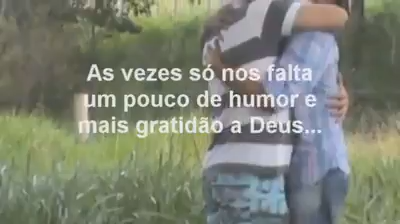 As vezes só nos falta
um pouco de humor e
mais gratidão a Deus...